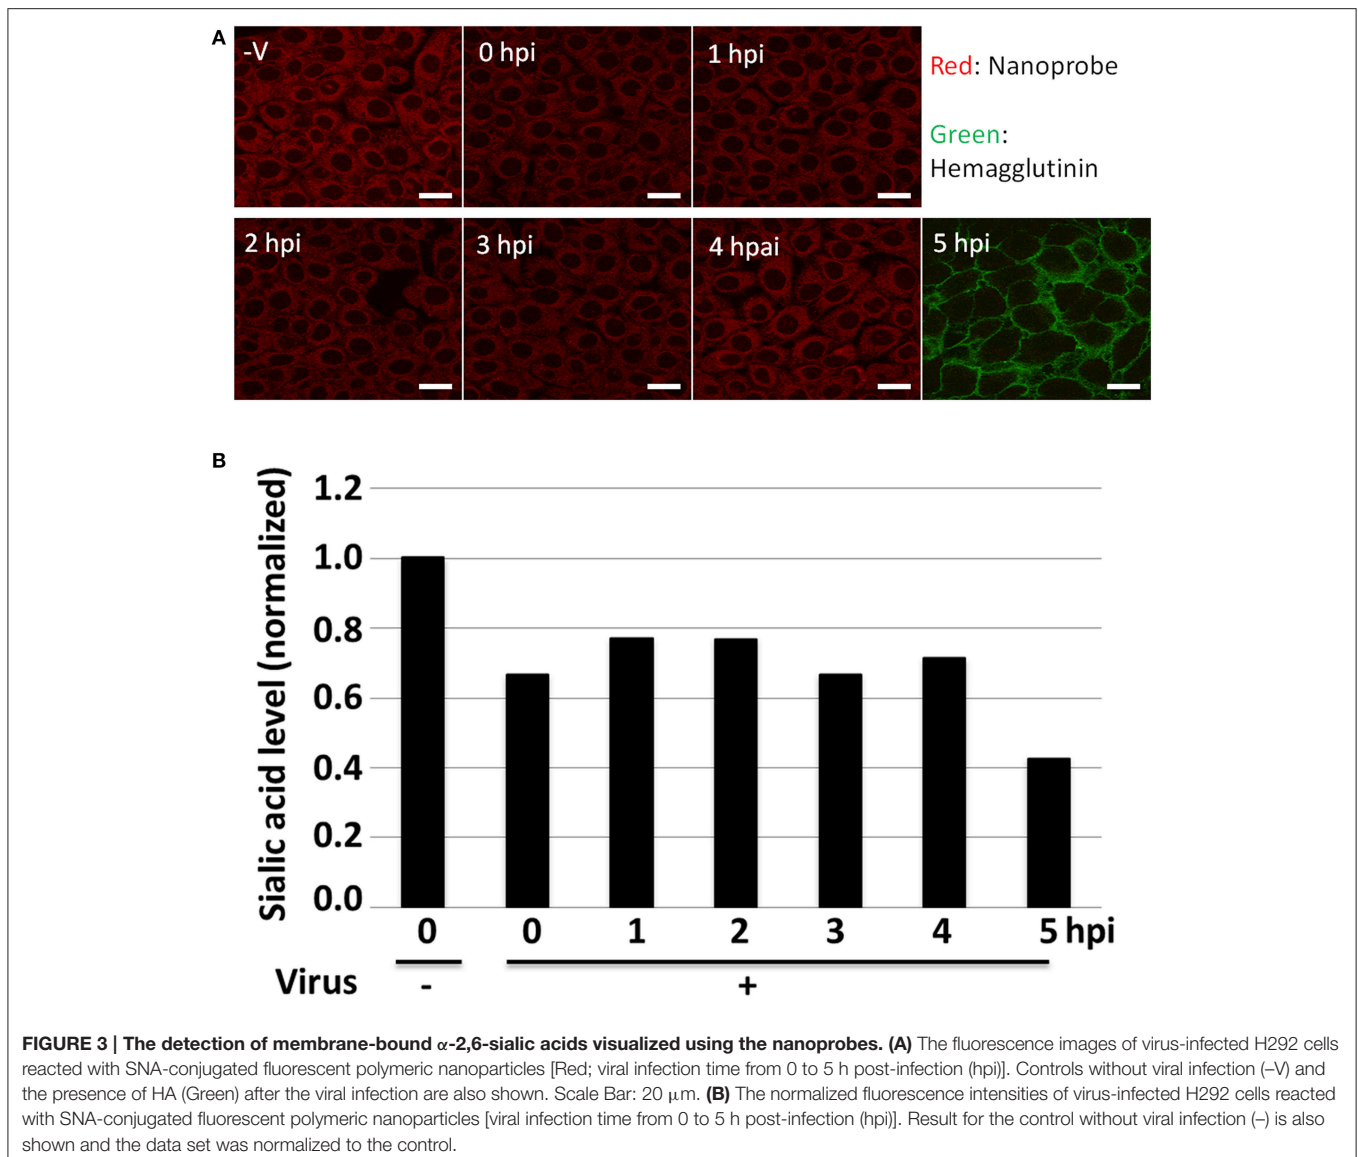 A
-V
0 hpi
1 hpi
Red: Nanoprobe
Green:
Hemagglutinin
2 hpi
3 hpi
4 hpai
5 hpi
B
Sialic acid level (normalized)
1.2
1.0
0.8
0.6
0.4
0.2
0.0
0 0 1 2 3 4 5 hpi
Virus - +
FIGURE 3 | The detection of membrane-bound α-2,6-sialic acids visualized using the nanoprobes. (A) The fluorescence images of virus-infected H292 cells
reacted with SNA-conjugated fluorescent polymeric nanoparticles [Red; viral infection time from 0 to 5 h post-infection (hpi)]. Controls without viral infection (–V) and
the presence of HA (Green) after the viral infection are also shown. Scale Bar: 20 μm. (B) The normalized fluorescence intensities of virus-infected H292 cells reacted
with SNA-conjugated fluorescent polymeric nanoparticles [viral infection time from 0 to 5 h post-infection (hpi)]. Result for the control without viral infection (–) is also
shown and the data set was normalized to the control.